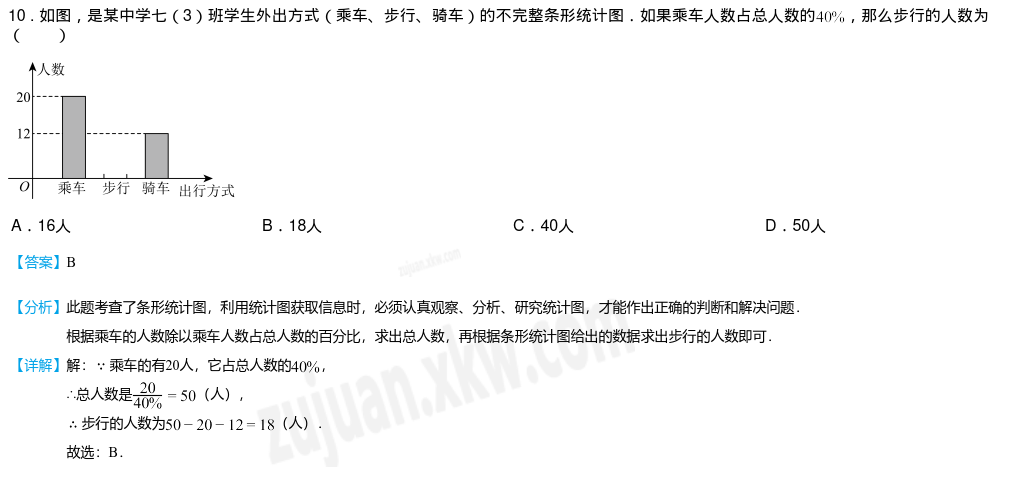 10．如图，是某中学七（3）班学生外出方式（乘车、步行、骑车）的不完整条形统计图．如果乘车人数占总人数的40%，那么步行的人数为
（　　）
人数
20
12
O
乘车 步行 骑车 出行方式
A．16人 B．18人 C．40人 D．50人
【答案】B
zujuan.xkw.com
【分析】此题考查了条形统计图，利用统计图获取信息时，必须认真观察、分析、研究统计图，才能作出正确的判断和解决问题．
根据乘车的人数除以乘车人数占总人数的百分比，求出总人数，再根据条形统计图给出的数据求出步行的人数即可．
【详解】解：∵乘车的有20人，它占总人数的40%，
∴总人数是20/40% = 50（人），
∴步行的人数为50 − 20 − 12 = 18（人）．
故选：B．
zujuan.xkw.com